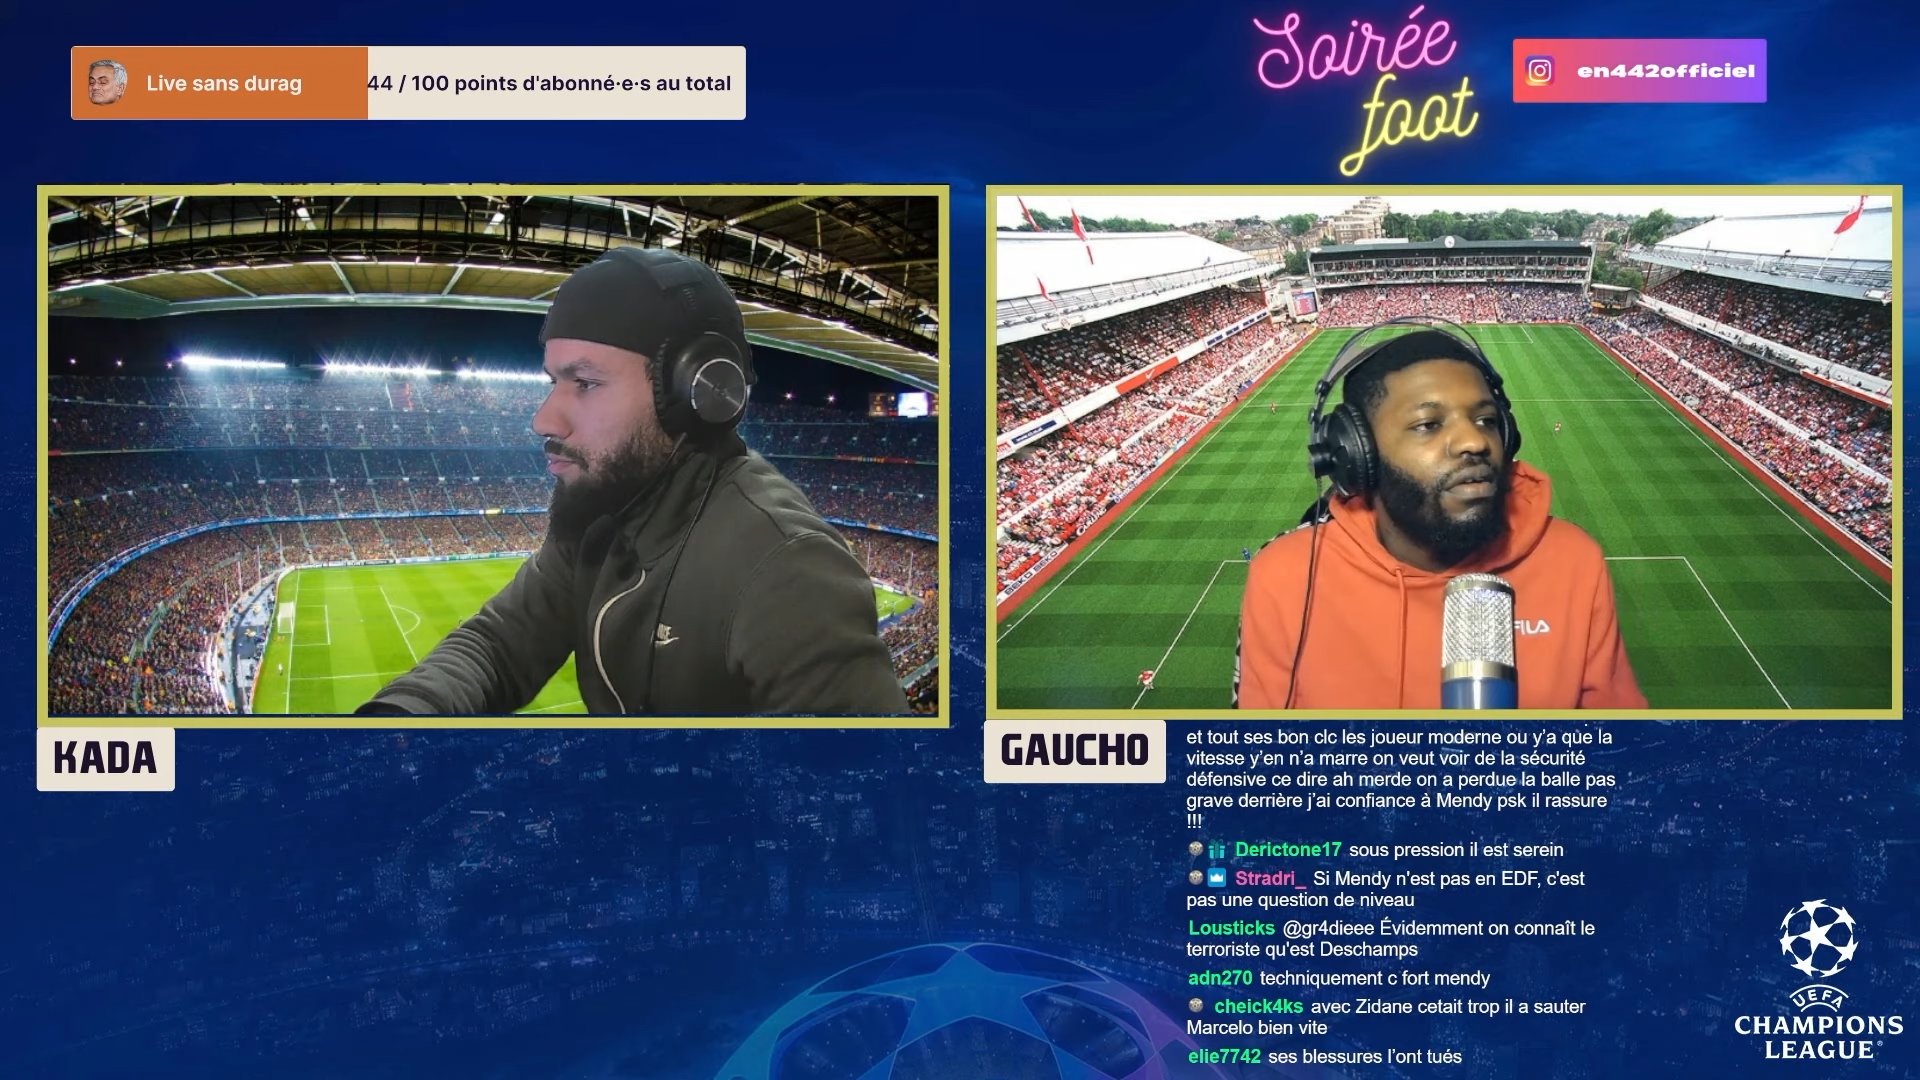 Soirée
foot
Live sans durag
44 / 100 points d'abonné·e·s au total
en442officiel
FILA
KADA
GAUCHO
et tout ses bon clc les joueur moderne ou y'a que la
vitesse y'en n'a marre on veut voir de la sécurité
défensive ce dire ah merde on a perdue la balle pas
grave derrière j'ai confiance à Mendy psk il rassure
!!!
Derictone17 sous pression il est serein
Stradri_ Si Mendy n'est pas en EDF, c'est
pas une question de niveau
Lousticks @gr4dieee Évidemment on connaît le
terroriste qu'est Deschamps
adn270 techniquement c fort mendy
cheick4ks avec Zidane cetait trop il a sauter
Marcelo bien vite
elie7742 ses blessures l'ont tués
UEFA
CHAMPIONS
LEAGUE®